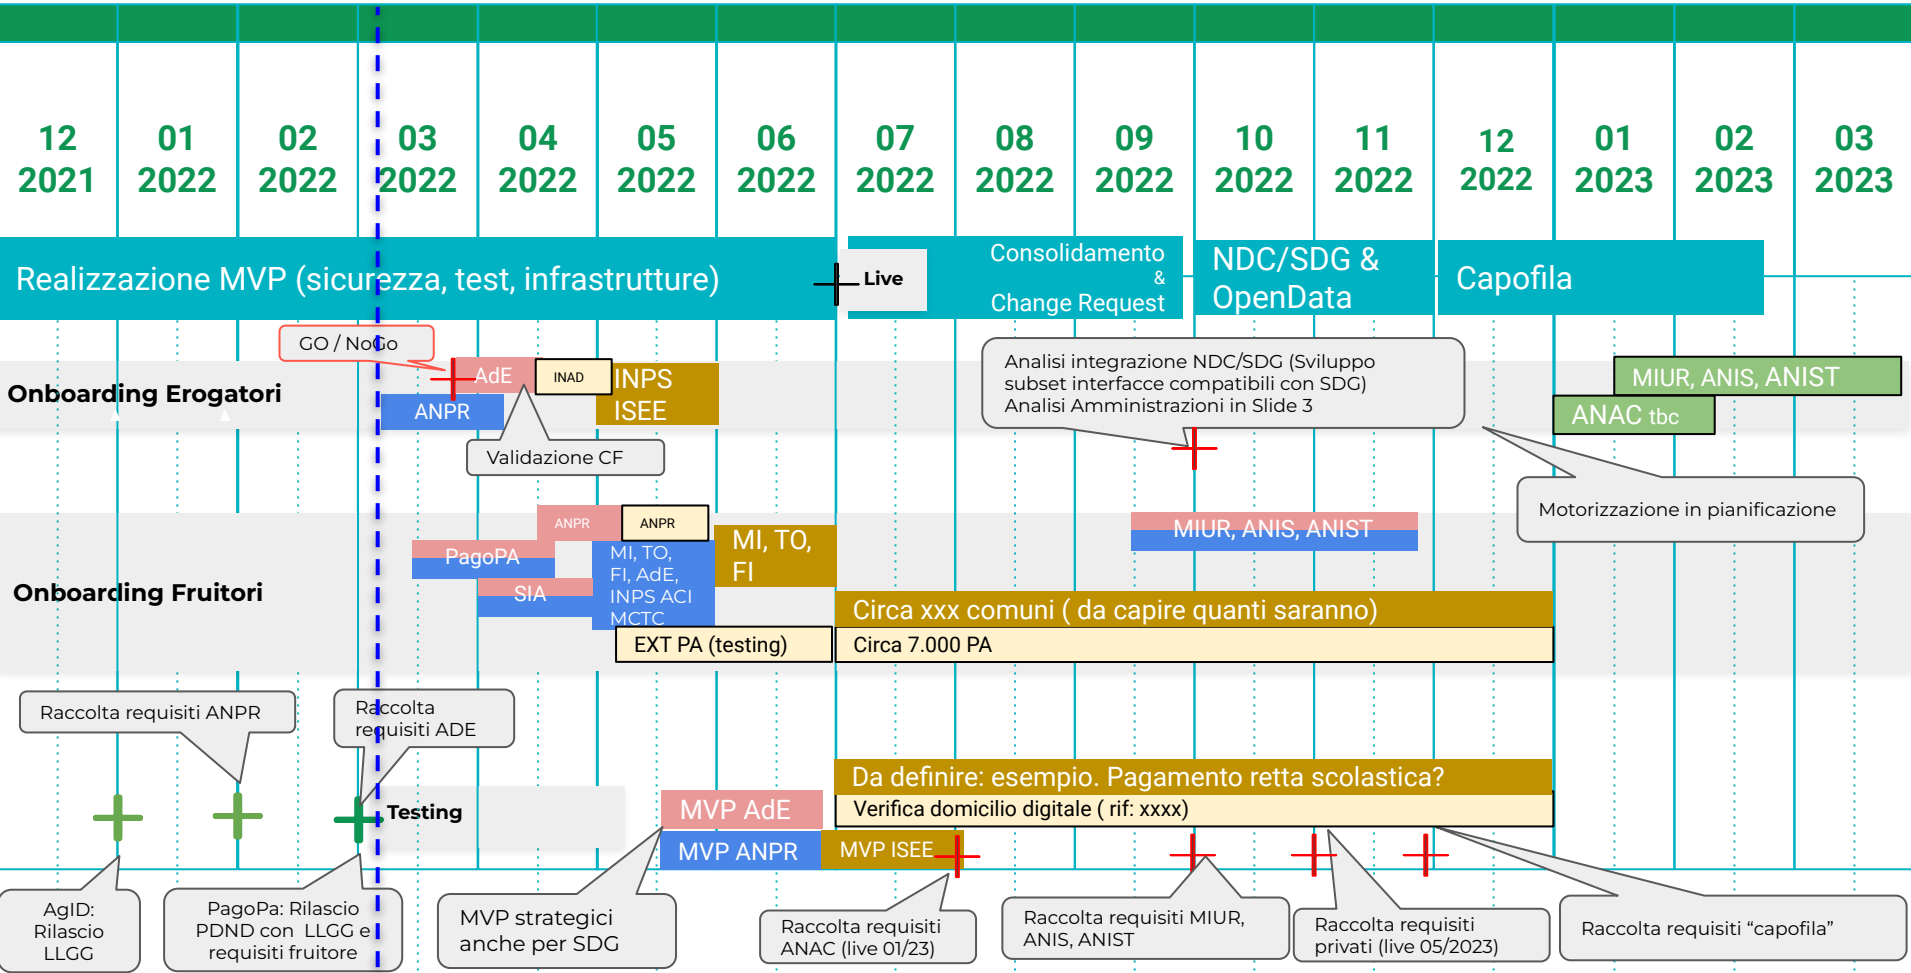 12
2021
01
2022
02
2022
03
2022
04
2022
05
2022
06
2022
07
2022
08
2022
09
2022
10
2022
11
2022
12
2022
01
2023
02
2023
03
2023
Realizzazione MVP (sicurezza, test, infrastrutture)
Live
Consolidamento
&
Change Request
NDC/SDG &
OpenData
Capofila
GO / NoGo
Onboarding Erogatori
AdE
INAD
INPS
ISEE
ANPR
Validazione CF
Analisi integrazione NDC/SDG (Sviluppo
subset interfacce compatibili con SDG)
Analisi Amministrazioni in Slide 3
MIUR, ANIS, ANIST
ANAC tbc
Motorizzazione in pianificazione
Onboarding Fruitori
ANPR
ANPR
PagoPA
SIA
MI, TO,
FI, AdE,
INPS ACI
MCTC
MI, TO,
FI
MIUR, ANIS, ANIST
Circa xxx comuni ( da capire quanti saranno)
EXT PA (testing)
Circa 7.000 PA
Raccolta requisiti ANPR
Raccolta
requisiti ADE
Testing
MVP AdE
MVP ANPR
MVP ISEE
Da definire: esempio. Pagamento retta scolastica?
Verifica domicilio digitale ( rif: xxxx)
AgID:
Rilascio
LLGG
PagoPa: Rilascio
PDND con LLGG e
requisiti fruitore
MVP strategici
anche per SDG
Raccolta requisiti
ANAC (live 01/23)
Raccolta requisiti MIUR,
ANIS, ANIST
Raccolta requisiti
privati (live 05/2023)
Raccolta requisiti “capofila”